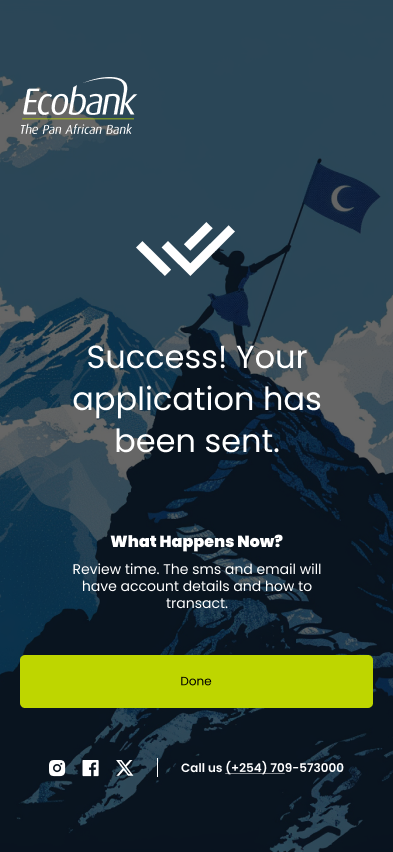 Ecobank
The Pan African Bank
Success! Your
application has
been sent.
What Happens Now?
Review time. The sms and email will
have account details and how to
transact.
Done
Call us (+254) 709-573000